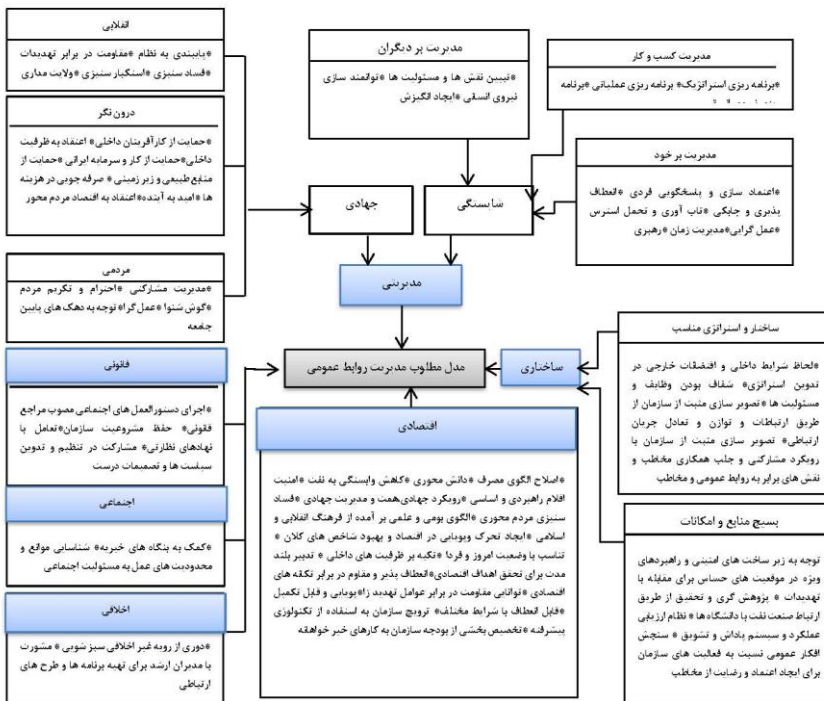 انقلابی
*پایبندی به نظام *مقاومت در برابر تهدیدات
*فساد ستیزی *استکبار ستیزی *ولایت مداری
درون نگر
*حمایت از کارآفرینان داخلی* اعتقاد به ظرفیت
داخلی*حمایت از کار و سرمایه ایرانی *حمایت از
منابع طبیعی و زیر زمینی * صرفه جویی در هزینه
ها *امید به آینده*اعتقاد به اقتصاد مردم محور
مردمی
*مدیریت مشارکتی *احترام و تکریم مردم
*گوش شنوا *عمل گرا*توجه به دهک های پایین
جامعه
مدیریت بر دیگران
*تبیین نقش ها و مسئولیت ها *توانمند سازی
نیروی انسانی *ایجاد انگیزش
مدیریت کسب و کار
*برنامه ریزی استراتژیک* برنامه ریزی عملیاتی *برنامه
مدیریت بر خود
*اعتماد سازی و پاسخگویی فردی *انعطاف
پذیری و چابکی *تاب آوری و تحمل استرس
*عمل گرایی*مدیریت زمان *رهبری
جهادی
شایستگی
مدیریتی
مدل مطلوب مدیریت روابط عمومی
ساختاری
ساختار و استراتژی مناسب
*لحاظ شرایط داخلی و اقتضائات خارجی در
تدوین استراتژی* شفاف بودن وظایف و
مسئولیت ها *تصویر سازی مثبت از سازمان از
طریق ارتباطات و توازن و تعادل جریان
ارتباطی* تصویر سازی مثبت از سازمان با
رویکرد مشارکتی و جلب همکاری مخاطب و
نقش های برابر به روابط عمومی و مخاطب
بسیج منابع و امکانات
توجه به زیر ساخت های امنیتی و راهبردهای
ویژه در موقعیت های حساس برای مقابله با
تهدیدات * پژوهش گری و تحقیق از طریق
ارتباط صنعت نفت با دانشگاه ها* نظام ارزیابی
عملکرد و سیستم پاداش و تشویق * سنجش
افکار عمومی نسبت به فعالیت های سازمان
برای ایجاد اعتماد و رضایت از مخاطب
قانونی
*اجرای دستورالعمل های اجتماعی مصوب مراجع
قانونی* حفظ مشروعیت سازمان*تعامل با
نهادهای نظارتی* مشارکت در تنظیم و تدوین
سیاست ها و تصمیمات درست
اجتماعی
*کمک به بنگاه های خیریه* شناسایی موانع و
محدودیت های عمل به مسئولیت اجتماعی
اخلاقی
*دوری از رویه غیر اخلاقی سبز شویی * مشورت
با مدیران ارشد برای تهیه برنامه ها و طرح های
ارتباطی
اقتصادی
*اصلاح الگوی مصرف *دانش محوری *کاهش وابستگی به نفت *امنیت
اقلام راهبردی و اساسی *رویکرد جهادی،همت و مدیریت جهادی *فساد
ستیزی مردم محوری *الگوی بومی و علمی بر آمده از فرهنگ انقلابی و
اسلامی *ایجاد تحرک وپویایی در اقتصاد و بهبود شاخص های کلان *
تناسب با وضعیت امروز و فردا *تکیه بر ظرفیت های داخلی * تدبیر بلند
مدت برای تحقق اهداف اقتصادی*انعطاف پذیر و مقاوم در برابر تکانه های
اقتصادی * توانایی مقاومت در برابر عوامل تهدید زا*پویایی و قابل تکمیل
*قابل انعطاف با شرایط مختلف* ترویج سازمان به استفاده از تکنولوژی
پیشرفته *تخصیص بخشی از بودجه سازمان به کارهای خیر خواهانه